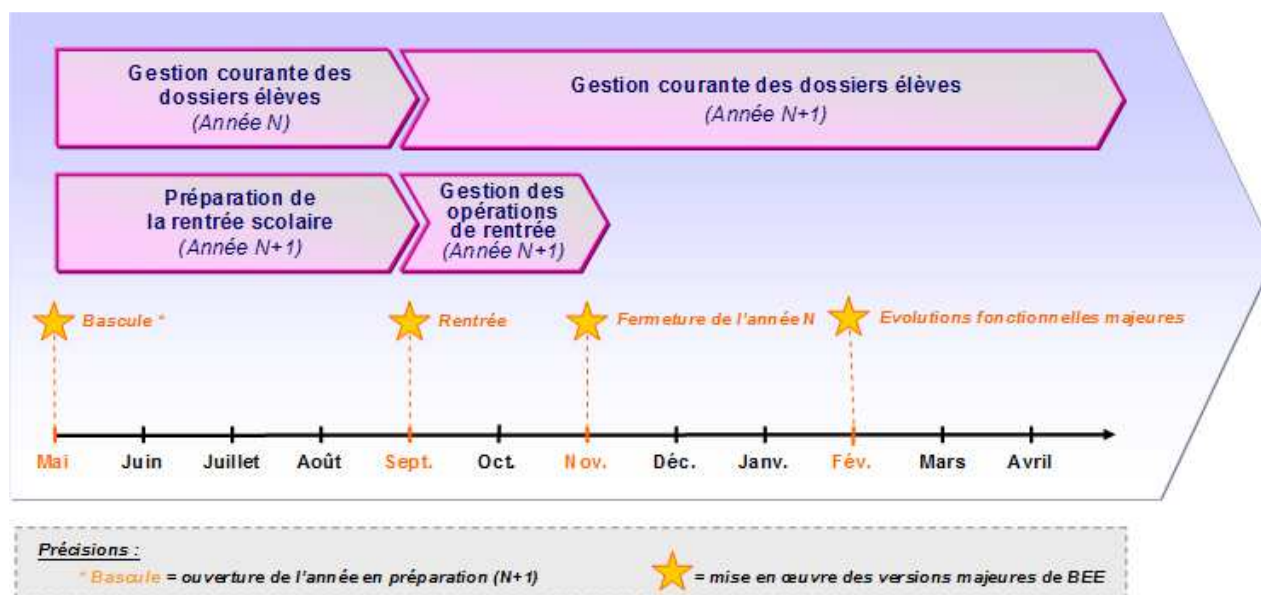 Gestion courante des
dossiers élèves
(Année N)
Gestion courante des dossiers élèves
(Année N+1)
Préparation de
la rentrée scolaire
(Année N+1)
Gestion des
opérations
de rentrée
(Année N+1)
Bascule *
Rentrée
Fermeture de l'année N
Evolutions fonctionnelles majeures
Mai Juin Juillet Août Sept. Oct. Nov. Déc. Janv. Fév. Mars Avril
Précisions :
* Bascule = ouverture de l'année en préparation (N+1)
= mise en œuvre des versions majeures de BEE